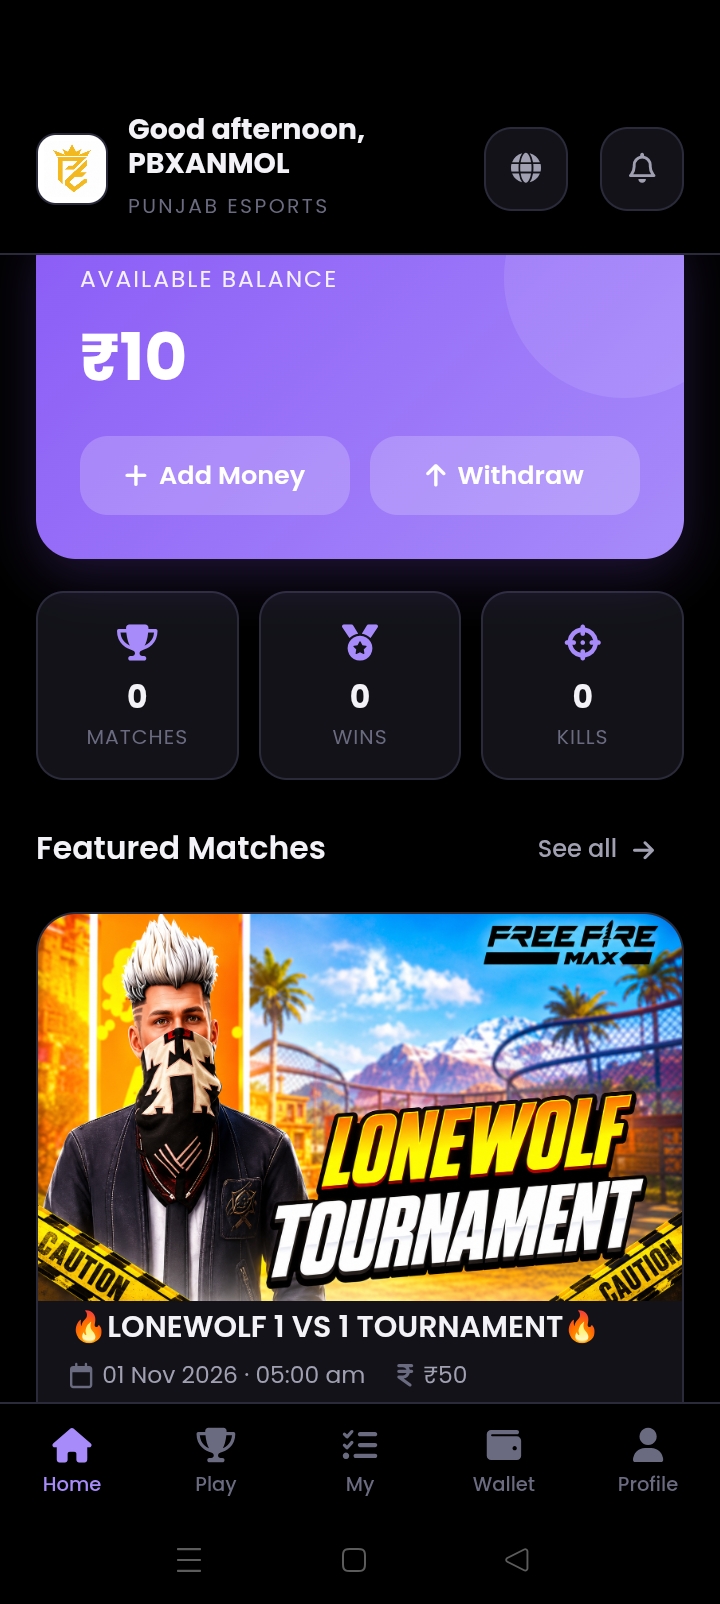 Good afternoon,
PBXANMOL
PUNJAB ESPORTS
AVAILABLE BALANCE
₹10
Add Money
Withdraw
0
MATCHES
0
WINS
0
KILLS
Featured Matches
See all →
FREE FIRE
MAX
LONEWOLF
TOURNAMENT
CAUTION
CAUTION
🔥LONEWOLF 1 VS 1 TOURNAMENT🔥
01 Nov 2026 · 05:00 am ₹ ₹50
Home
Play
My
Wallet
Profile